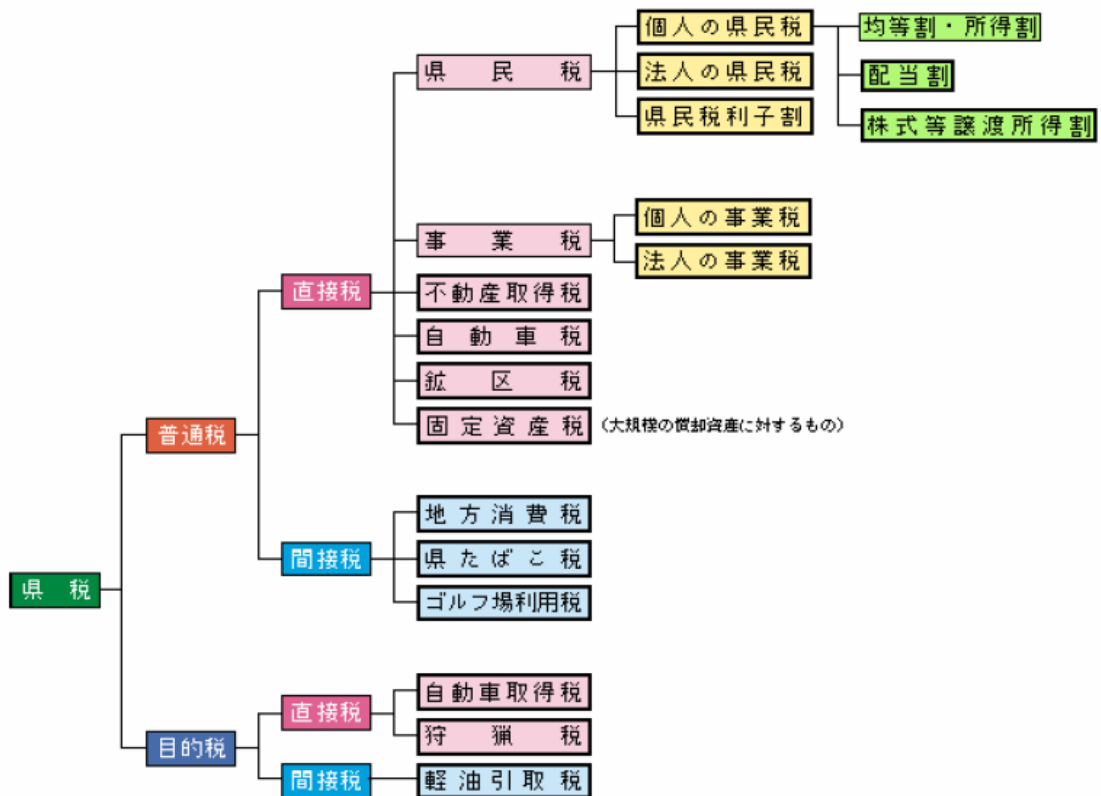 県税
普通税
直接税
県民税
個人の県民税
均等割・所得割
配当割
株式等譲渡所得割
法人の県民税
県民税利子割
事業税
個人の事業税
法人の事業税
不動産取得税
自動車税
鉱区税
固定資産税 (大規模の償却資産に対するもの)
間接税
地方消費税
県たばこ税
ゴルフ場利用税
目的税
直接税
自動車取得税
狩猟税
間接税
軽油引取税